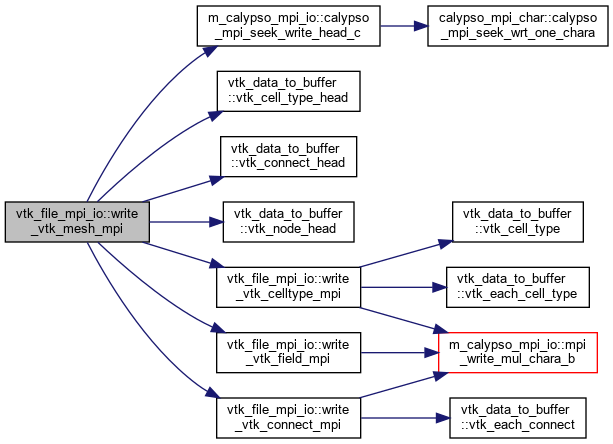 m_calypso_mpi_io::calypso
_mpi_seek_write_head_c
calypso_mpi_char::calypso
_mpi_seek_wrt_one_chara
vtk_data_to_buffer
::vtk_cell_type_head
vtk_data_to_buffer
::vtk_connect_head
vtk_file_mpi_io::write
_vtk_mesh_mpi
vtk_data_to_buffer
::vtk_node_head
vtk_data_to_buffer
::vtk_cell_type
vtk_file_mpi_io::write
_vtk_celltype_mpi
vtk_data_to_buffer
::vtk_each_cell_type
vtk_file_mpi_io::write
_vtk_field_mpi
m_calypso_mpi_io::mpi
_write_mul_chara_b
vtk_file_mpi_io::write
_vtk_connect_mpi
vtk_data_to_buffer
::vtk_each_connect